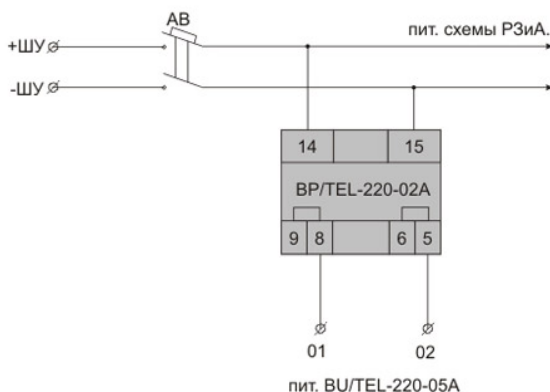 АВ
пит. схемы РЗиА.
+ШУ
-ШУ
14 15
BP/TEL-220-02A
9 8 6 5
01 02
пит. BU/TEL-220-05A